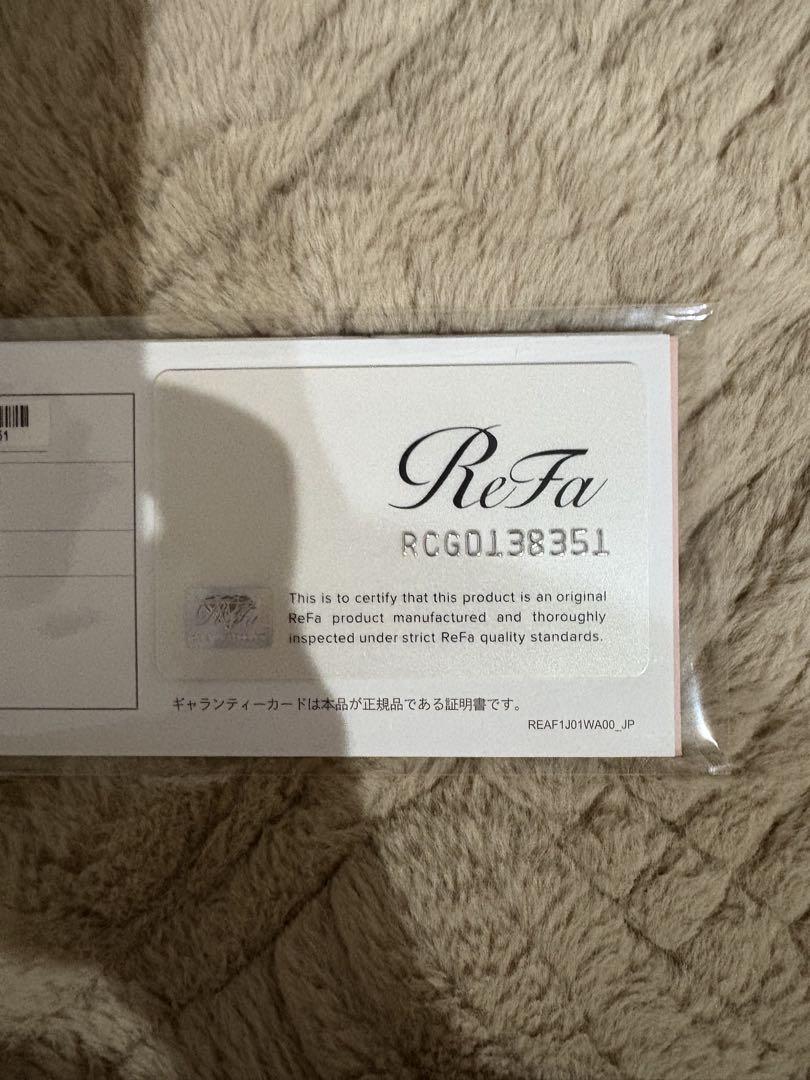 51
ReFa
RCG0138351
This is to certify that this product is an original
ReFa product manufactured and thoroughly
inspected under strict ReFa quality standards.
ReFa
ギャランティーカードは本品が正規品である証明書です。
REAF1J01WA00_JP